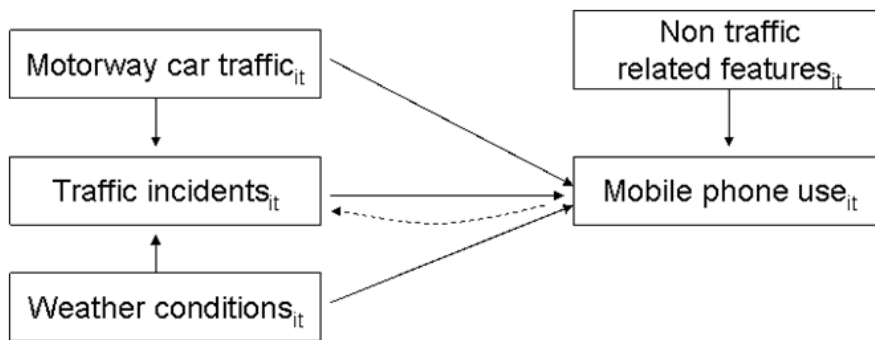 Motorway car traffic_it
Non traffic
related features_it
Traffic incidents_it
Mobile phone use_it
Weather conditions_it